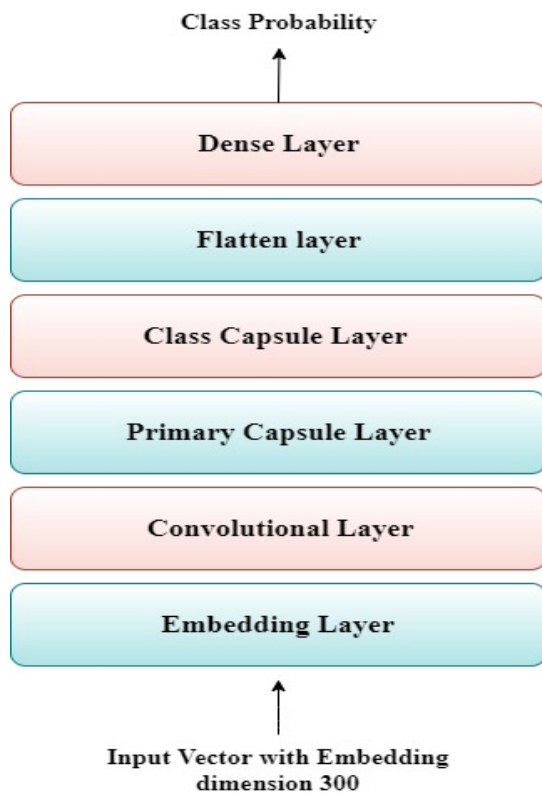 Class Probability
Dense Layer
Flatten layer
Class Capsule Layer
Primary Capsule Layer
Convolutional Layer
Embedding Layer
Input Vector with Embedding
dimension 300